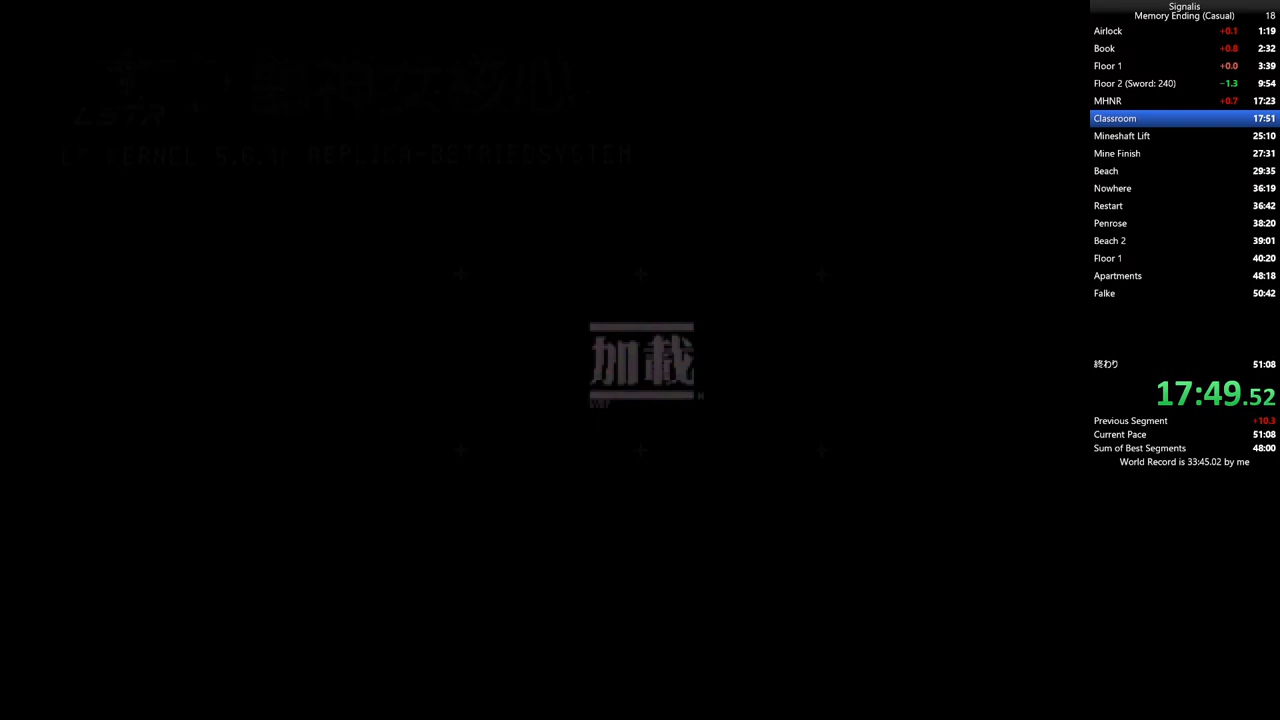 Signalis
Memory Ending (Casual) 18
Airlock +0.1 1:19
Book +0.8 2:32
Floor 1 +0.0 3:39
Floor 2 (Sword: 240) −1.3 9:54
MHNR +0.7 17:23
Classroom 17:51
Mineshaft Lift 25:10
Mine Finish 27:31
Beach 29:35
Nowhere 36:19
Restart 36:42
Penrose 38:20
Beach 2 39:01
Floor 1 40:20
Apartments 48:18
Falke 50:42
終わり 51:08
17:49.52
Previous Segment +10.3
Current Pace 51:08
Sum of Best Segments 48:00
World Record is 33:45.02 by me
LSTR
REPLIKA-BETRIEBSYSTEM
加載